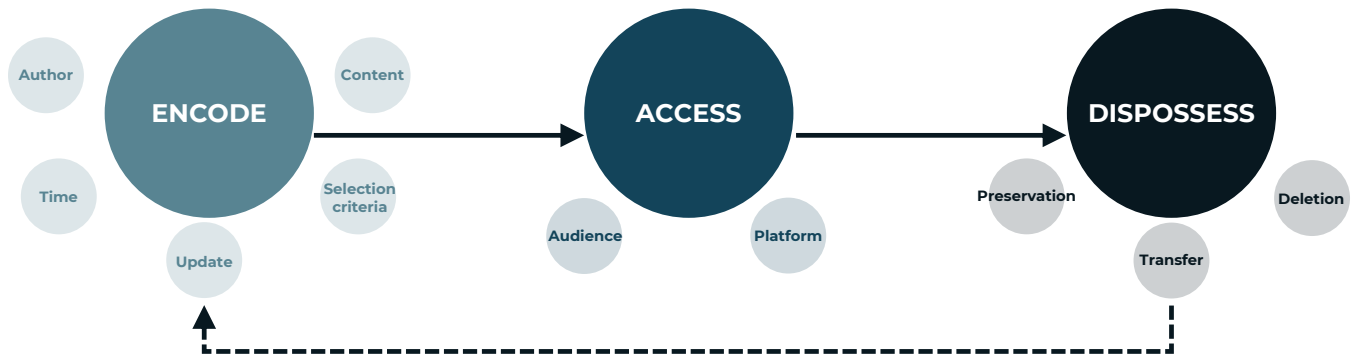 Author
ENCODE
Content
Time
Selection
criteria
Update
ACCESS
Audience
Platform
DISPOSSESS
Preservation
Deletion
Transfer